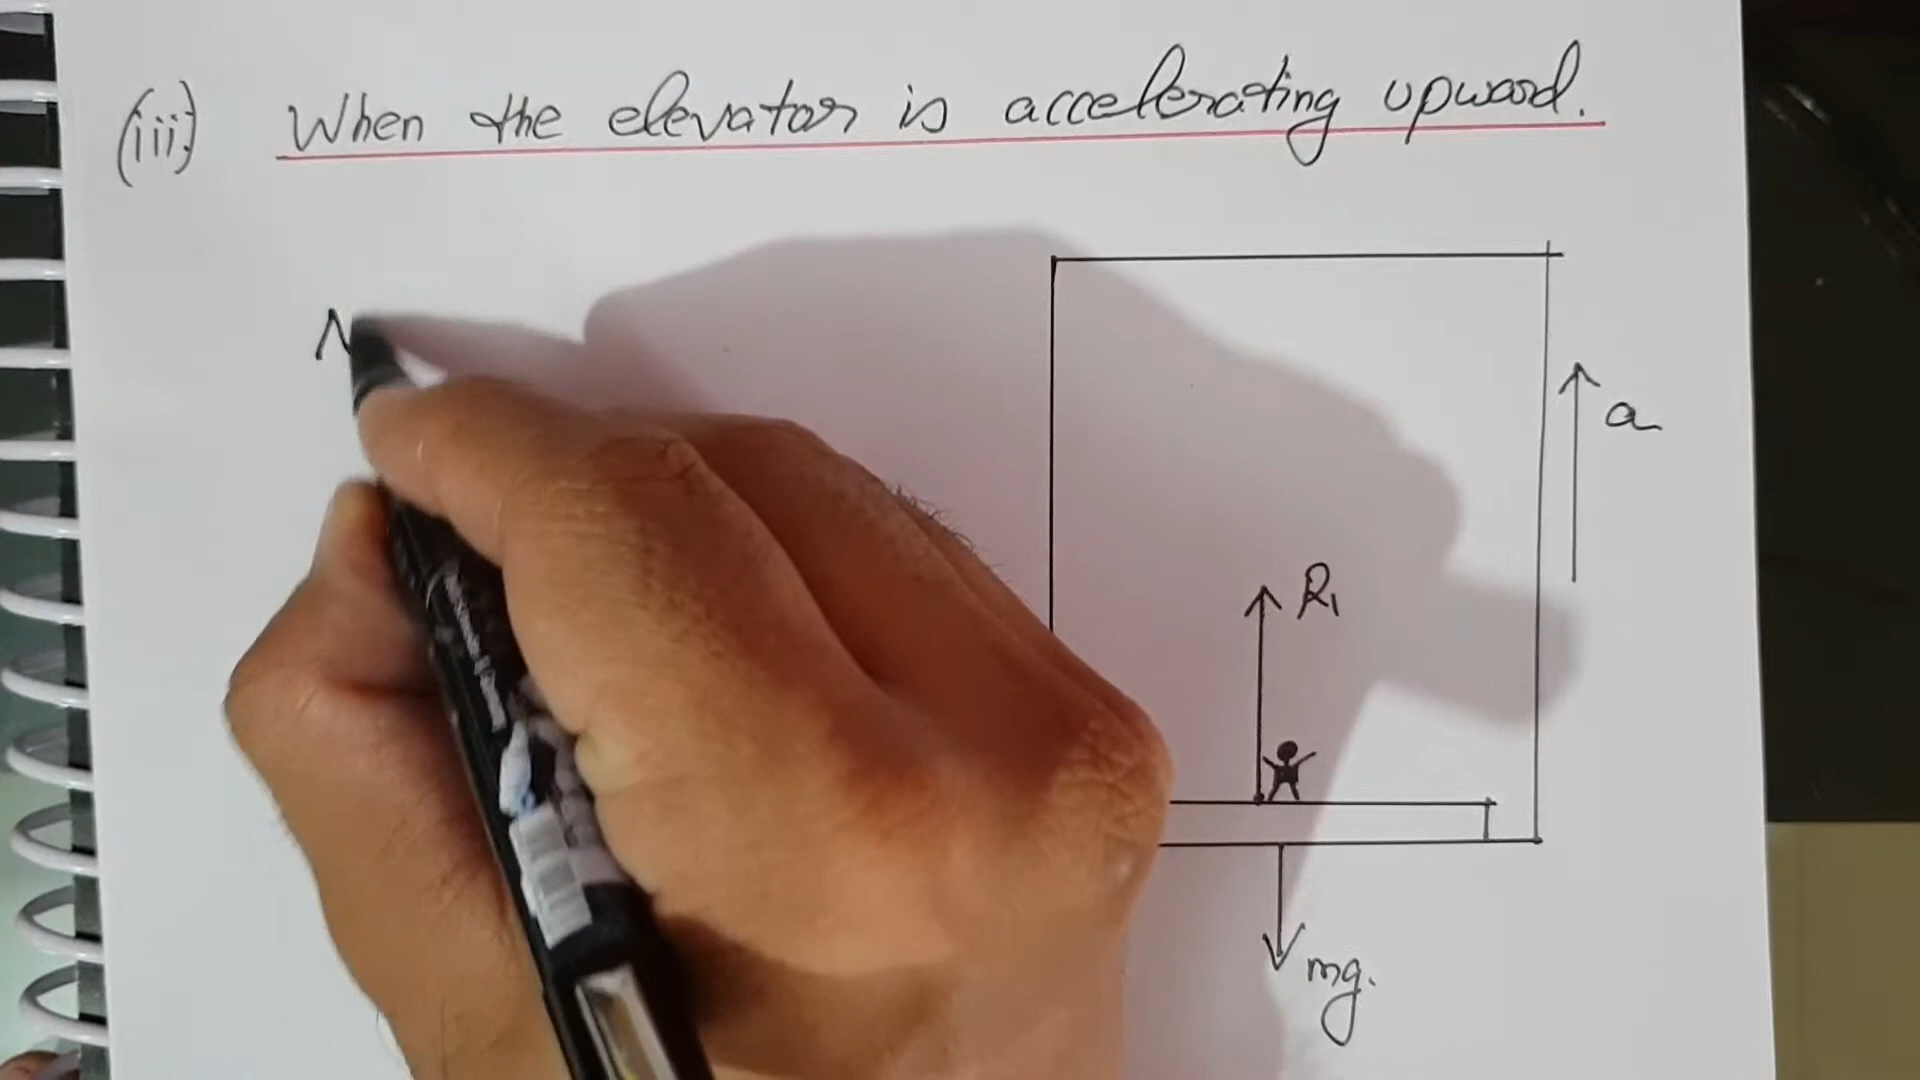 (iii) When the elevator is accelerating upward.
N
a
R₁
mg.